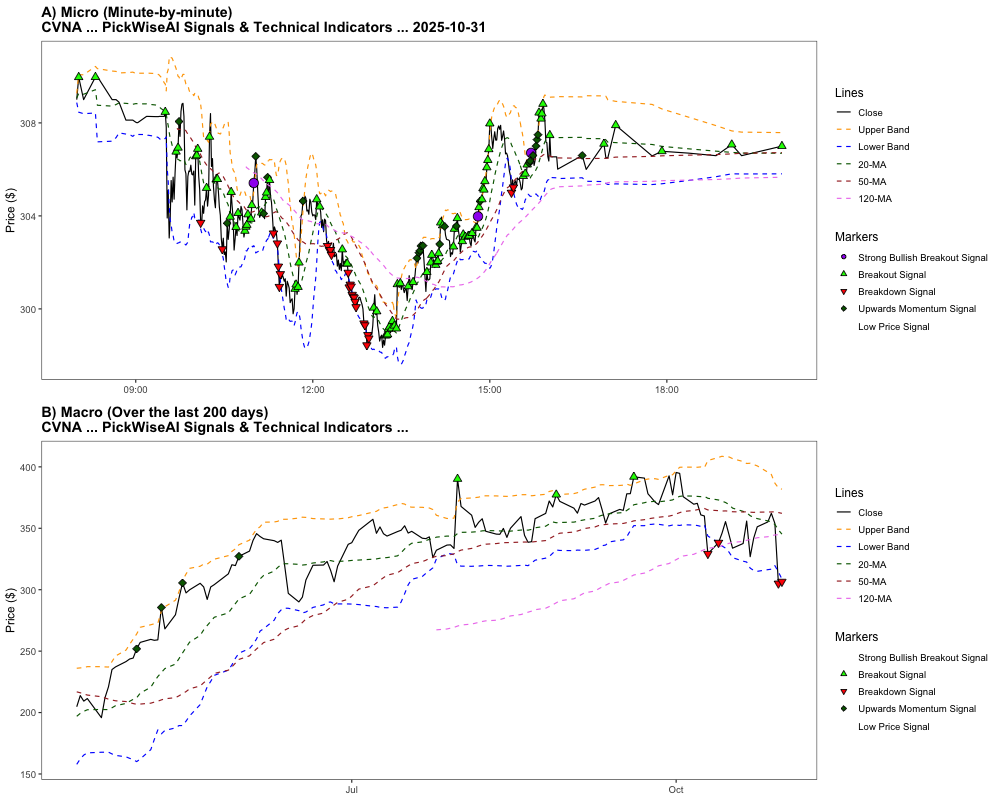 A) Micro (Minute-by-minute)
CVNA ... PickWiseAI Signals & Technical Indicators ... 2025-10-31
Price ($)
308
304
300
09:00
12:00
15:00
18:00
Lines
Close
Upper Band
Lower Band
20-MA
50-MA
120-MA
Markers
Strong Bullish Breakout Signal
Breakout Signal
Breakdown Signal
Upwards Momentum Signal
Low Price Signal
B) Macro (Over the last 200 days)
CVNA ... PickWiseAI Signals & Technical Indicators ...
Price ($)
400
350
300
250
200
150
Jul
Oct
Lines
Close
Upper Band
Lower Band
20-MA
50-MA
120-MA
Markers
Strong Bullish Breakout Signal
Breakout Signal
Breakdown Signal
Upwards Momentum Signal
Low Price Signal